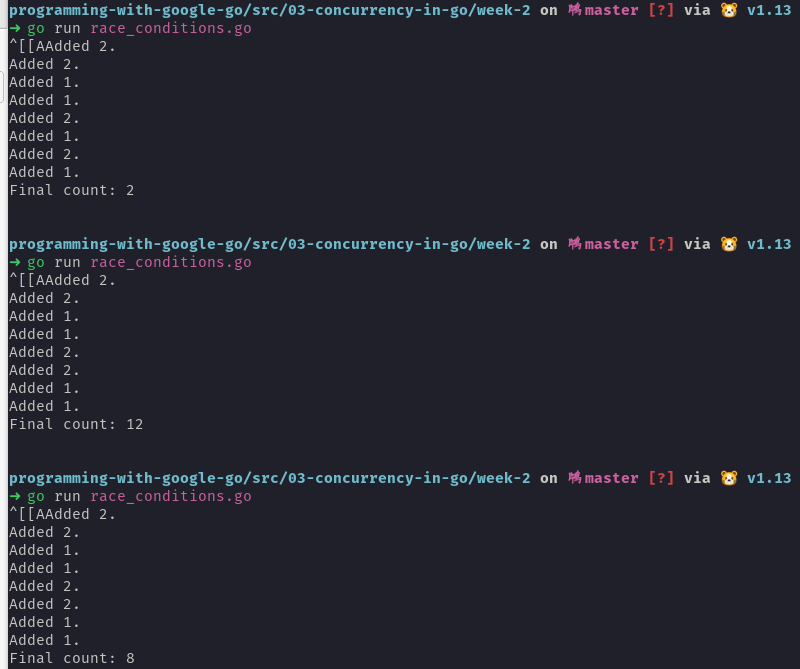 programming-with-google-go/src/03-concurrency-in-go/week-2 on master [?] via 🐹 v1.13
➜ go run race_conditions.go
^[[AAdded 2.
Added 2.
Added 1.
Added 1.
Added 2.
Added 1.
Added 2.
Added 1.
Final count: 2
programming-with-google-go/src/03-concurrency-in-go/week-2 on master [?] via 🐹 v1.13
➜ go run race_conditions.go
^[[AAdded 2.
Added 2.
Added 1.
Added 1.
Added 2.
Added 2.
Added 1.
Added 1.
Final count: 12
programming-with-google-go/src/03-concurrency-in-go/week-2 on master [?] via 🐹 v1.13
➜ go run race_conditions.go
^[[AAdded 2.
Added 2.
Added 1.
Added 1.
Added 2.
Added 2.
Added 1.
Added 1.
Final count: 8